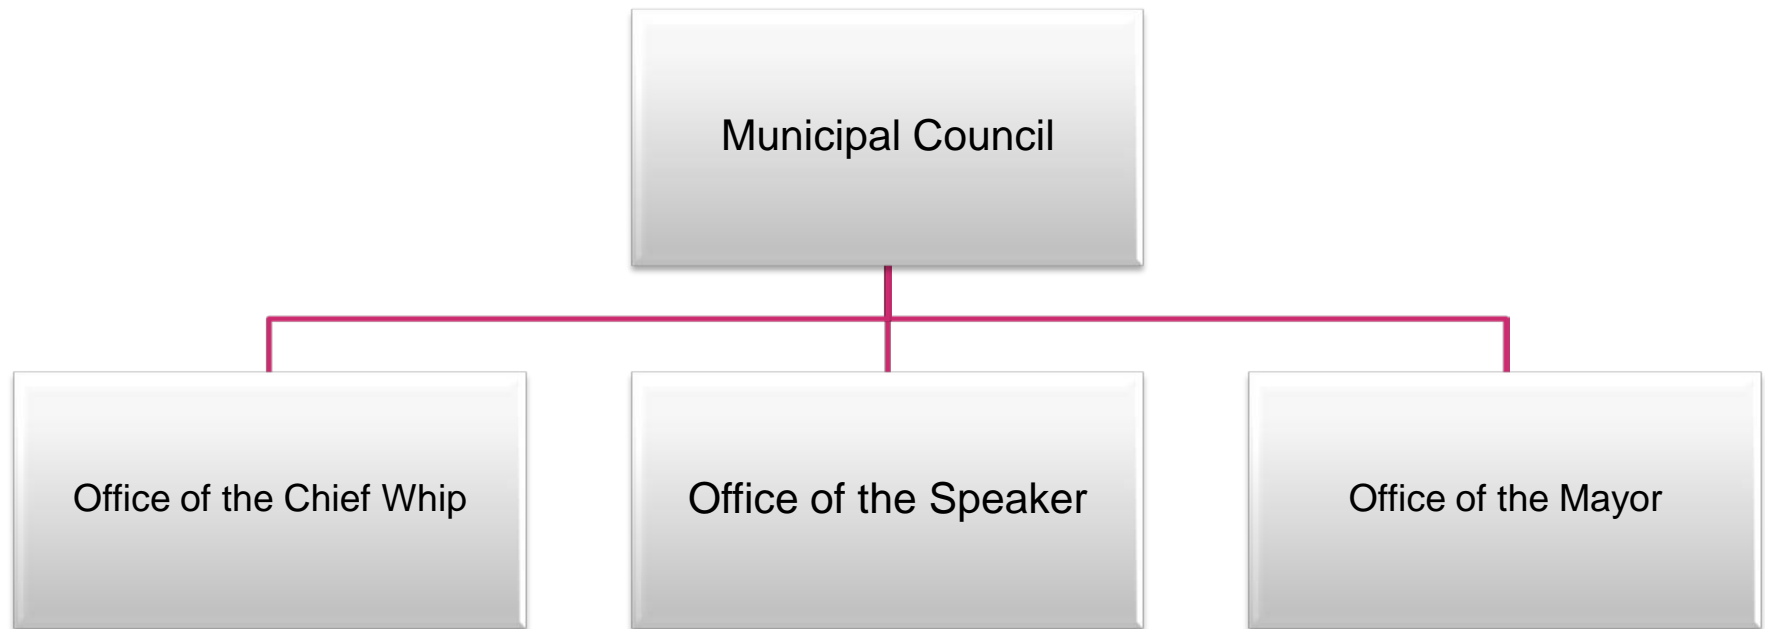 Municipal Council
Office of the Chief Whip
Office of the Speaker
Office of the Mayor